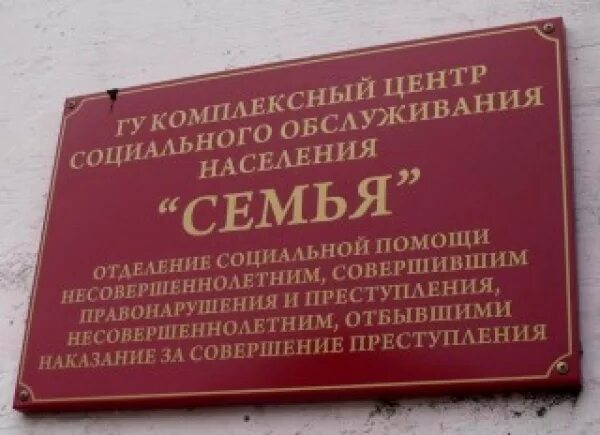 ГУ КОМПЛЕКСНЫЙ ЦЕНТР
СОЦИАЛЬНОГО ОБСЛУЖИВАНИЯ
НАСЕЛЕНИЯ
“СЕМЬЯ”
ОТДЕЛЕНИЕ СОЦИАЛЬНОЙ ПОМОЩИ
НЕСОВЕРШЕННОЛЕТНИМ, СОВЕРШИВШИМ
ПРАВОНАРУШЕНИЯ И ПРЕСТУПЛЕНИЯ,
НЕСОВЕРШЕННОЛЕТНИМ, ОТБЫВШИМИ
НАКАЗАНИЕ ЗА СОВЕРШЕНИЕ ПРЕСТУПЛЕНИЯ